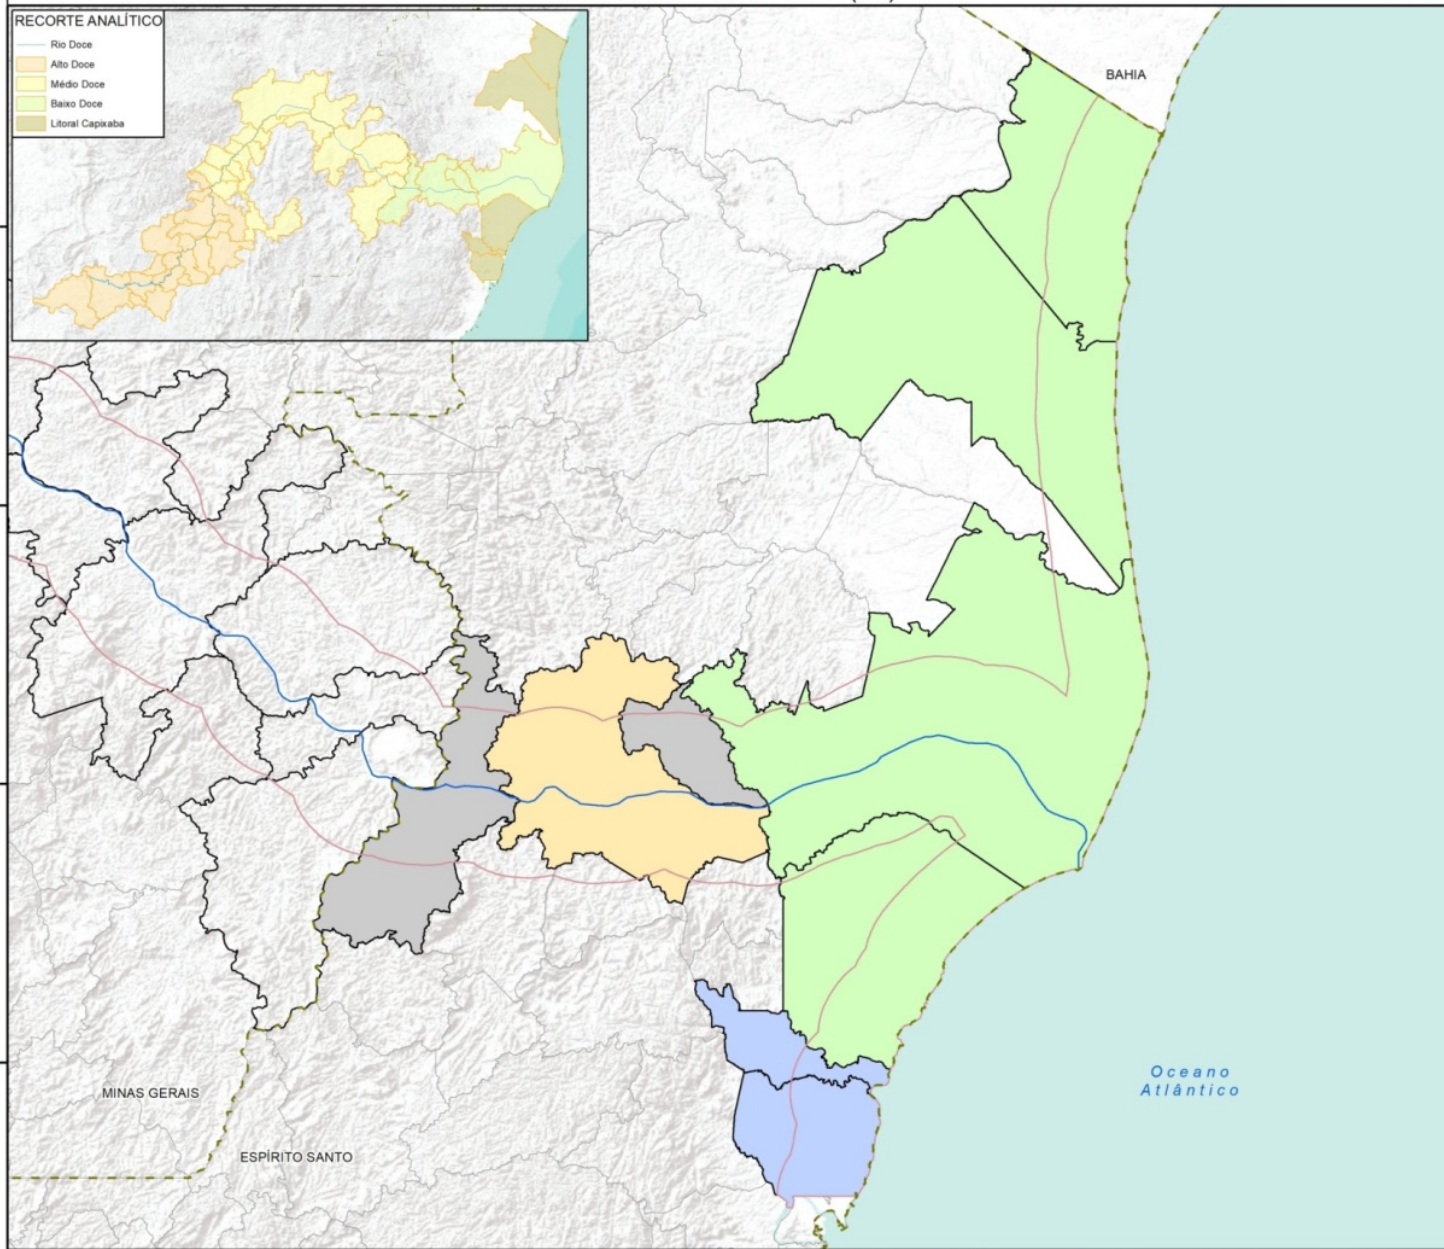 RECORTE ANALÍTICO
Rio Doce
Alto Doce
Médio Doce
Baixo Doce
Litoral Capixaba
BAHIA
Oceano
Atlântico
MINAS GERAIS
ESPÍRITO SANTO